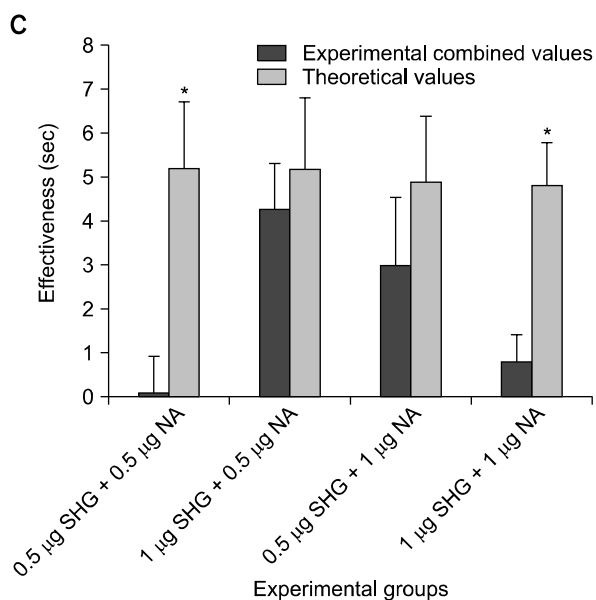 C
Experimental combined values
Theoretical values
Effectiveness (sec)
8
7
6
5
4
3
2
1
0
*
*
0.5 µg SHG + 0.5 µg NA
1 µg SHG + 0.5 µg NA
0.5 µg SHG + 1 µg NA
1 µg SHG + 1 µg NA
Experimental groups